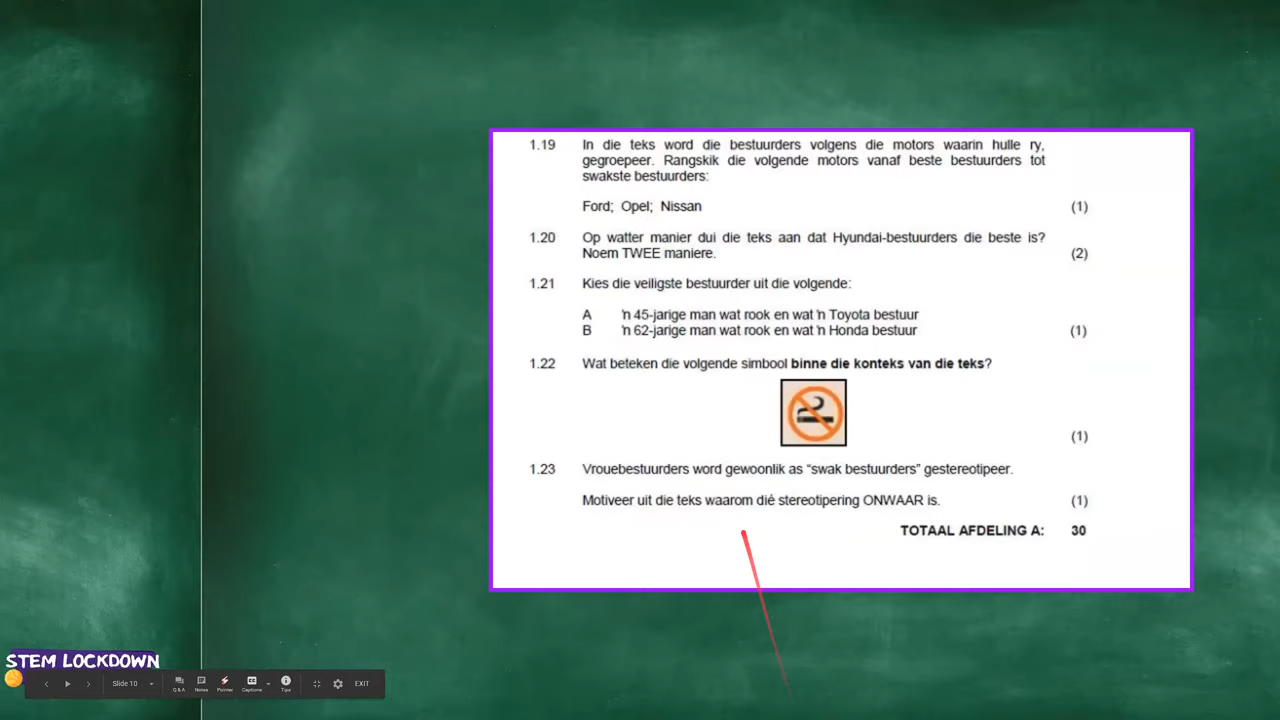 1.19 In die teks word die bestuurders volgens die motors waarin hulle ry,
gegroepeer. Rangskik die volgende motors vanaf beste bestuurders tot
swakste bestuurders:
Ford; Opel; Nissan (1)
1.20 Op watter manier dui die teks aan dat Hyundai-bestuurders die beste is?
Noem TWEE maniere. (2)
1.21 Kies die veiligste bestuurder uit die volgende:
A 'n 45-jarige man wat rook en wat 'n Toyota bestuur
B 'n 62-jarige man wat rook en wat 'n Honda bestuur (1)
1.22 Wat beteken die volgende simbool binne die konteks van die teks?
(1)
1.23 Vrouebestuurders word gewoonlik as “swak bestuurders” gestereotipeer.
Motiveer uit die teks waarom dié stereotipering ONWAAR is. (1)
TOTAAL AFDELING A: 30
STEM LOCKDOWN
Slide 10 Q&A Notes Pointer Captions Tips EXIT